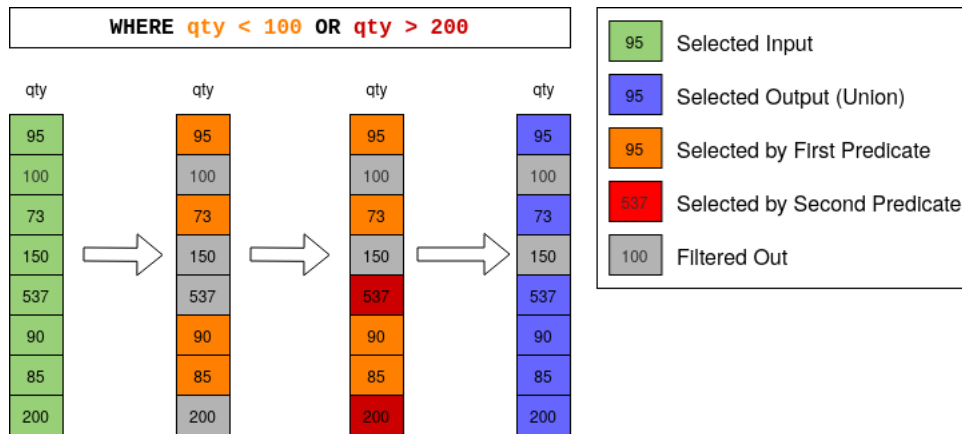 WHERE qty < 100 OR qty > 200
qty qty qty qty
95 95 95 95
100 100 100 100
73 73 73 73
150 150 150 150
537 537 537 537
90 90 90 90
85 85 85 85
200 200 200 200
95 Selected Input
95 Selected Output (Union)
95 Selected by First Predicate
537 Selected by Second Predicate
100 Filtered Out